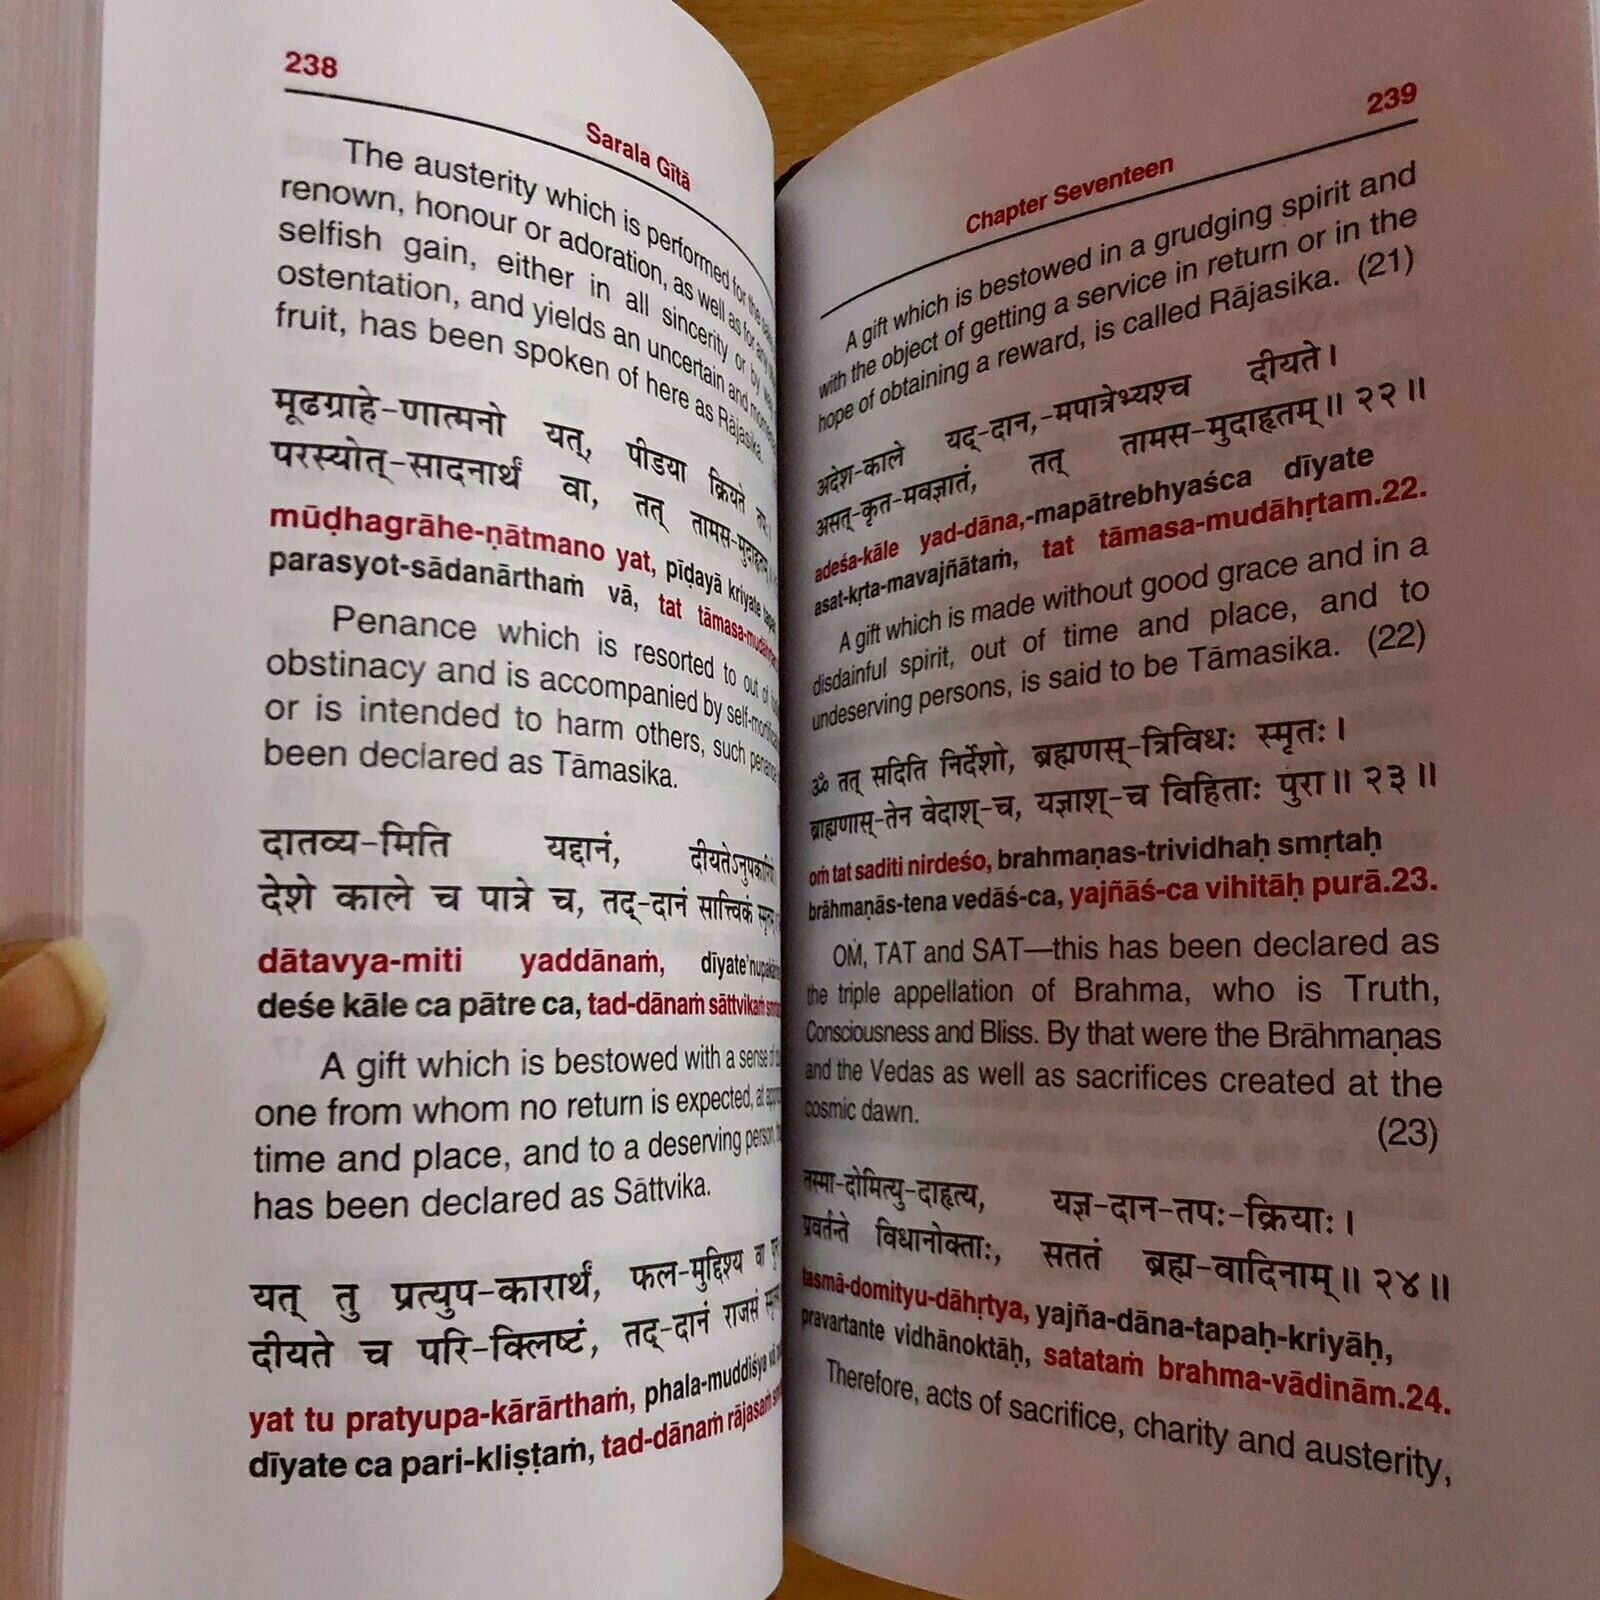 238
Sarala Gītā
The austerity which is performed for the
renown, honour or adoration, as well as for any
selfish gain, either in all sincerity or by
ostentation, and yields an uncertain and
fruit, has been spoken of here as Rājasika.
मूढग्राहे-णात्मनो यत्, पीडया क्रियते तपः।
परस्योत्-सादनार्थं वा, तत् तामस-मुदाहृतम्
mūḍhagrāhe-ṇātmano yat, pīḍayā kriyate
parasyot-sādanārthaṁ vā, tat
Penance which is resorted to out of
obstinacy and is accompanied by
or is intended to harm others, such
been declared as Tāmasika.
दातव्य-मिति यद्दानं,
देशे काले च पात्रे च, तद्-दानं सात्त्विकं
dātavya-miti yaddānaṁ,
deśe kāle ca pātre ca, tad-dānaṁ sāttvikaṁ
A gift which is bestowed with a sense of
one from whom no return is expected, at
time and place, and to a deserving person,
has been declared as Sāttvika.
यत् तु प्रत्युप-कारार्थं, फल-मुद्दिश्य वा
दीयते च परि-क्लिष्टं, तद्-दानं राजसं
yat tu pratyupa-kārārthaṁ, phala-muddiśya vā
dīyate ca pari-kliṣṭaṁ, tad-dānaṁ rājasaṁ
239
Chapter Seventeen
A gift which is bestowed in a grudging spirit and
with the object of getting a service in return or in the
hope of obtaining a reward, is called Rājasika. (21)
अदेश-काले यद्-दान,-मपात्रेभ्यश्च दीयते।
असत्-कृत-मवज्ञातं, तत् तामस-मुदाहृतम्॥ २२॥
adeśa-kāle yad-dāna,-mapātrebhyaśca dīyate
asat-kṛta-mavajñātaṁ, tat tāmasa-mudāhṛtam.22.
A gift which is made without good grace and in a
disdainful spirit, out of time and place, and to
undeserving persons, is said to be Tāmasika. (22)
ॐ तत् सदिति निर्देशो, ब्रह्मणस्-त्रिविधः स्मृतः।
ब्राह्मणास्-तेन वेदाश्-च, यज्ञाश्-च विहिताः पुरा॥ २३॥
oṁ tat saditi nirdeśo, brahmaṇas-trividhaḥ smṛtaḥ
brāhmaṇās-tena vedāś-ca, yajñāś-ca vihitāḥ purā.23.
OṀ, TAT and SAT—this has been declared as
the triple appellation of Brahma, who is Truth,
Consciousness and Bliss. By that were the Brāhmaṇas
and the Vedas as well as sacrifices created at the
cosmic dawn. (23)
तस्मा-दोमित्यु-दाहृत्य, यज्ञ-दान-तपः-क्रियाः।
प्रवर्तन्ते विधानोक्ताः, सततं ब्रह्म-वादिनाम्॥ २४॥
tasmā-domityu-dāhṛtya, yajña-dāna-tapaḥ-kriyāḥ,
pravartante vidhānoktāḥ, satataṁ brahma-vādinām.24.
Therefore, acts of sacrifice, charity and austerity,